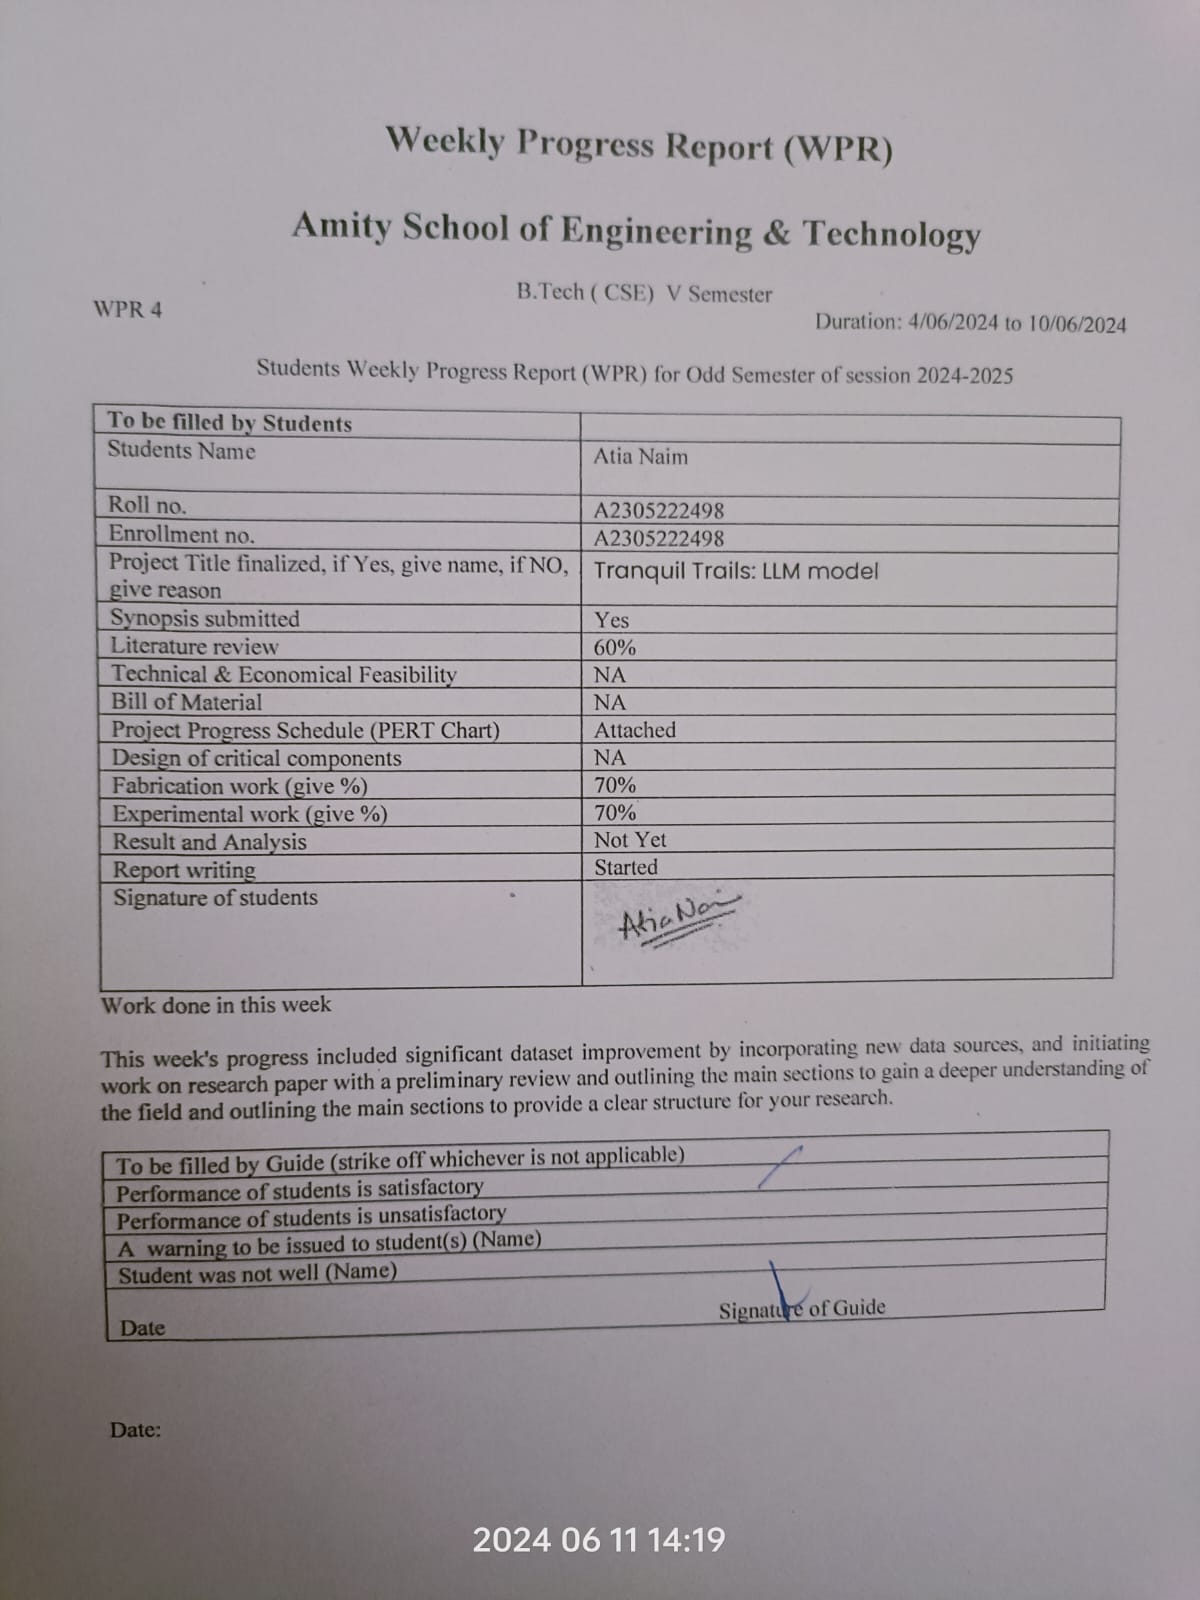 Weekly Progress Report (WPR)
Amity School of Engineering & Technology
B.Tech ( CSE) V Semester
WPR 4
Duration: 4/06/2024 to 10/06/2024
Students Weekly Progress Report (WPR) for Odd Semester of session 2024-2025
To be filled by Students
Students Name Atia Naim
Roll no. A2305222498
Enrollment no. A2305222498
Project Title finalized, if Yes, give name, if NO, Tranquil Trails: LLM model
give reason
Synopsis submitted Yes
Literature review 60%
Technical & Economical Feasibility NA
Bill of Material NA
Project Progress Schedule (PERT Chart) Attached
Design of critical components NA
Fabrication work (give %) 70%
Experimental work (give %) 70%
Result and Analysis Not Yet
Report writing Started
Signature of students Atia Nai
Work done in this week
This week's progress included significant dataset improvement by incorporating new data sources, and initiating
work on research paper with a preliminary review and outlining the main sections to gain a deeper understanding of
the field and outlining the main sections to provide a clear structure for your research.
To be filled by Guide (strike off whichever is not applicable)
Performance of students is satisfactory
Performance of students is unsatisfactory
A warning to be issued to student(s) (Name)
Student was not well (Name)
Signature of Guide
Date
Date:
2024 06 11 14:19